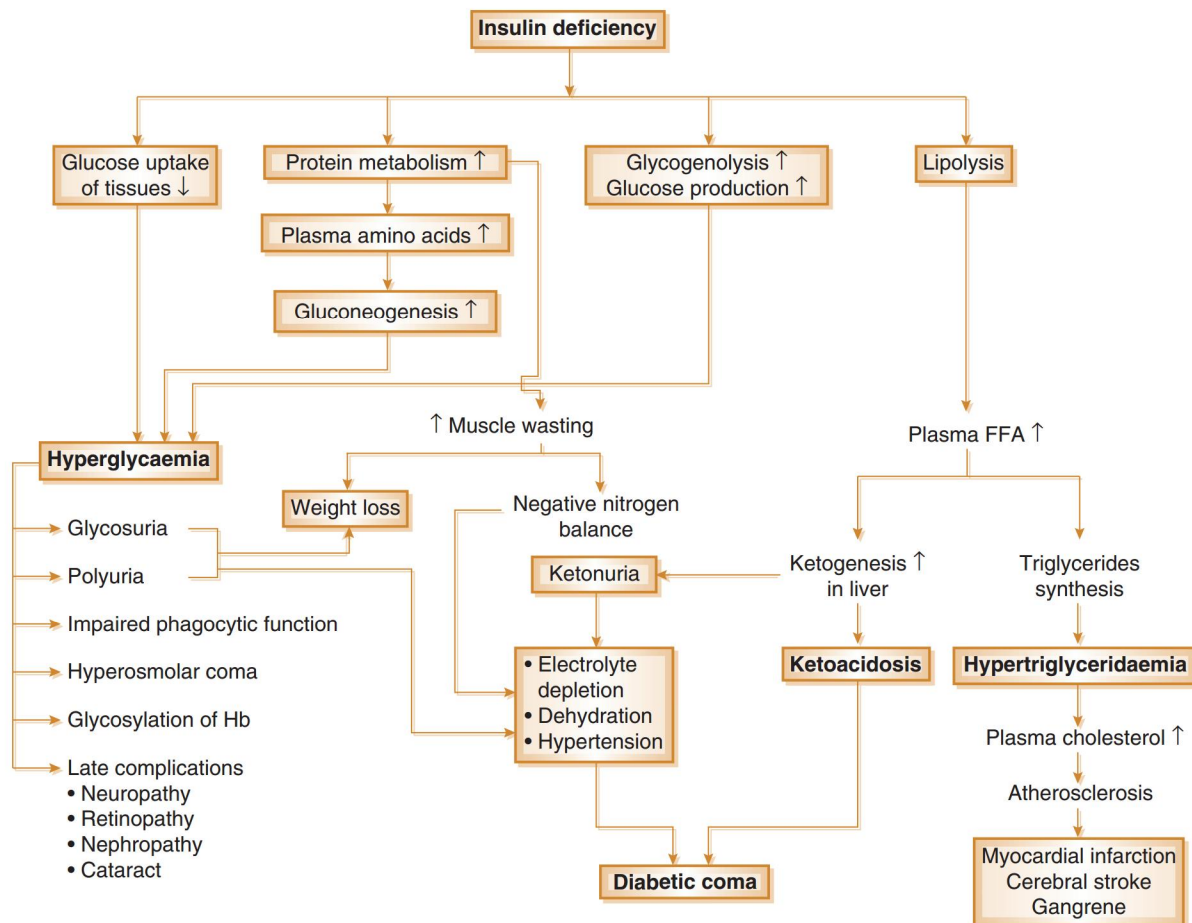 Insulin deficiency
Glucose uptake
of tissues ↓
Protein metabolism ↑
Glycogenolysis ↑
Glucose production ↑
Lipolysis
Plasma amino acids ↑
Gluconeogenesis ↑
↑ Muscle wasting
Plasma FFA ↑
Hyperglycaemia
Weight loss
Negative nitrogen
balance
Glycosuria
Polyuria
Impaired phagocytic function
Hyperosmolar coma
Glycosylation of Hb
Late complications
• Neuropathy
• Retinopathy
• Nephropathy
• Cataract
Ketonuria
Ketogenesis ↑
in liver
Triglycerides
synthesis
• Electrolyte
depletion
• Dehydration
• Hypertension
Ketoacidosis
Hypertriglyceridaemia
Plasma cholesterol ↑
Atherosclerosis
Diabetic coma
Myocardial infarction
Cerebral stroke
Gangrene